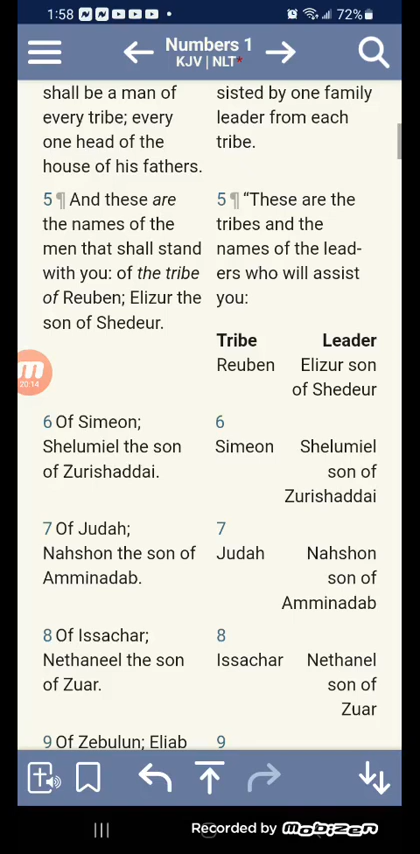 1:58
72%
Numbers 1
KJV | NLT*
shall be a man of
every tribe; every
one head of the
house of his fathers.
5 ¶ And these are
the names of the
men that shall stand
with you: of the tribe
of Reuben; Elizur the
son of Shedeur.
6 Of Simeon;
Shelumiel the son
of Zurishaddai.
7 Of Judah;
Nahshon the son of
Amminadab.
8 Of Issachar;
Nethaneel the son
of Zuar.
9 Of Zebulun; Eliab
sisted by one family
leader from each
tribe.
5 ¶ “These are the
tribes and the
names of the lead-
ers who will assist
you:
Tribe Leader
Reuben Elizur son
of Shedeur
6
Simeon Shelumiel
son of
Zurishaddai
7
Judah Nahshon
son of
Amminadab
8
Issachar Nethanel
son of
Zuar
9
20:14
Recorded by Mobizen